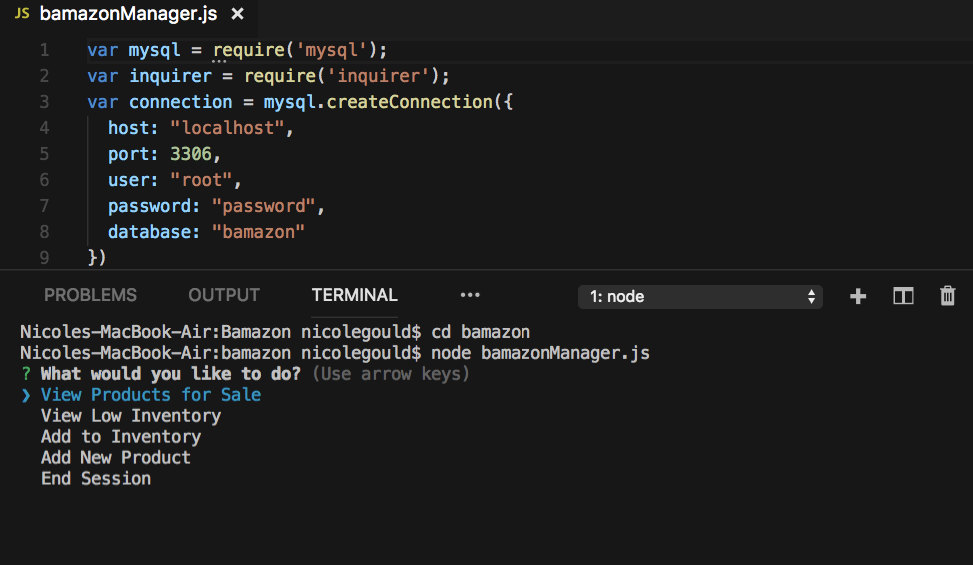 JS bamazonManager.js ×
1 var mysql = require('mysql');
2 var inquirer = require('inquirer');
3 var connection = mysql.createConnection({
4 host: "localhost",
5 port: 3306,
6 user: "root",
7 password: "password",
8 database: "bamazon"
9 })
PROBLEMS OUTPUT TERMINAL ••• 1: node
Nicoles-MacBook-Air:Bamazon nicolegould$ cd bamazon
Nicoles-MacBook-Air:bamazon nicolegould$ node bamazonManager.js
? What would you like to do? (Use arrow keys)
❯ View Products for Sale
View Low Inventory
Add to Inventory
Add New Product
End Session